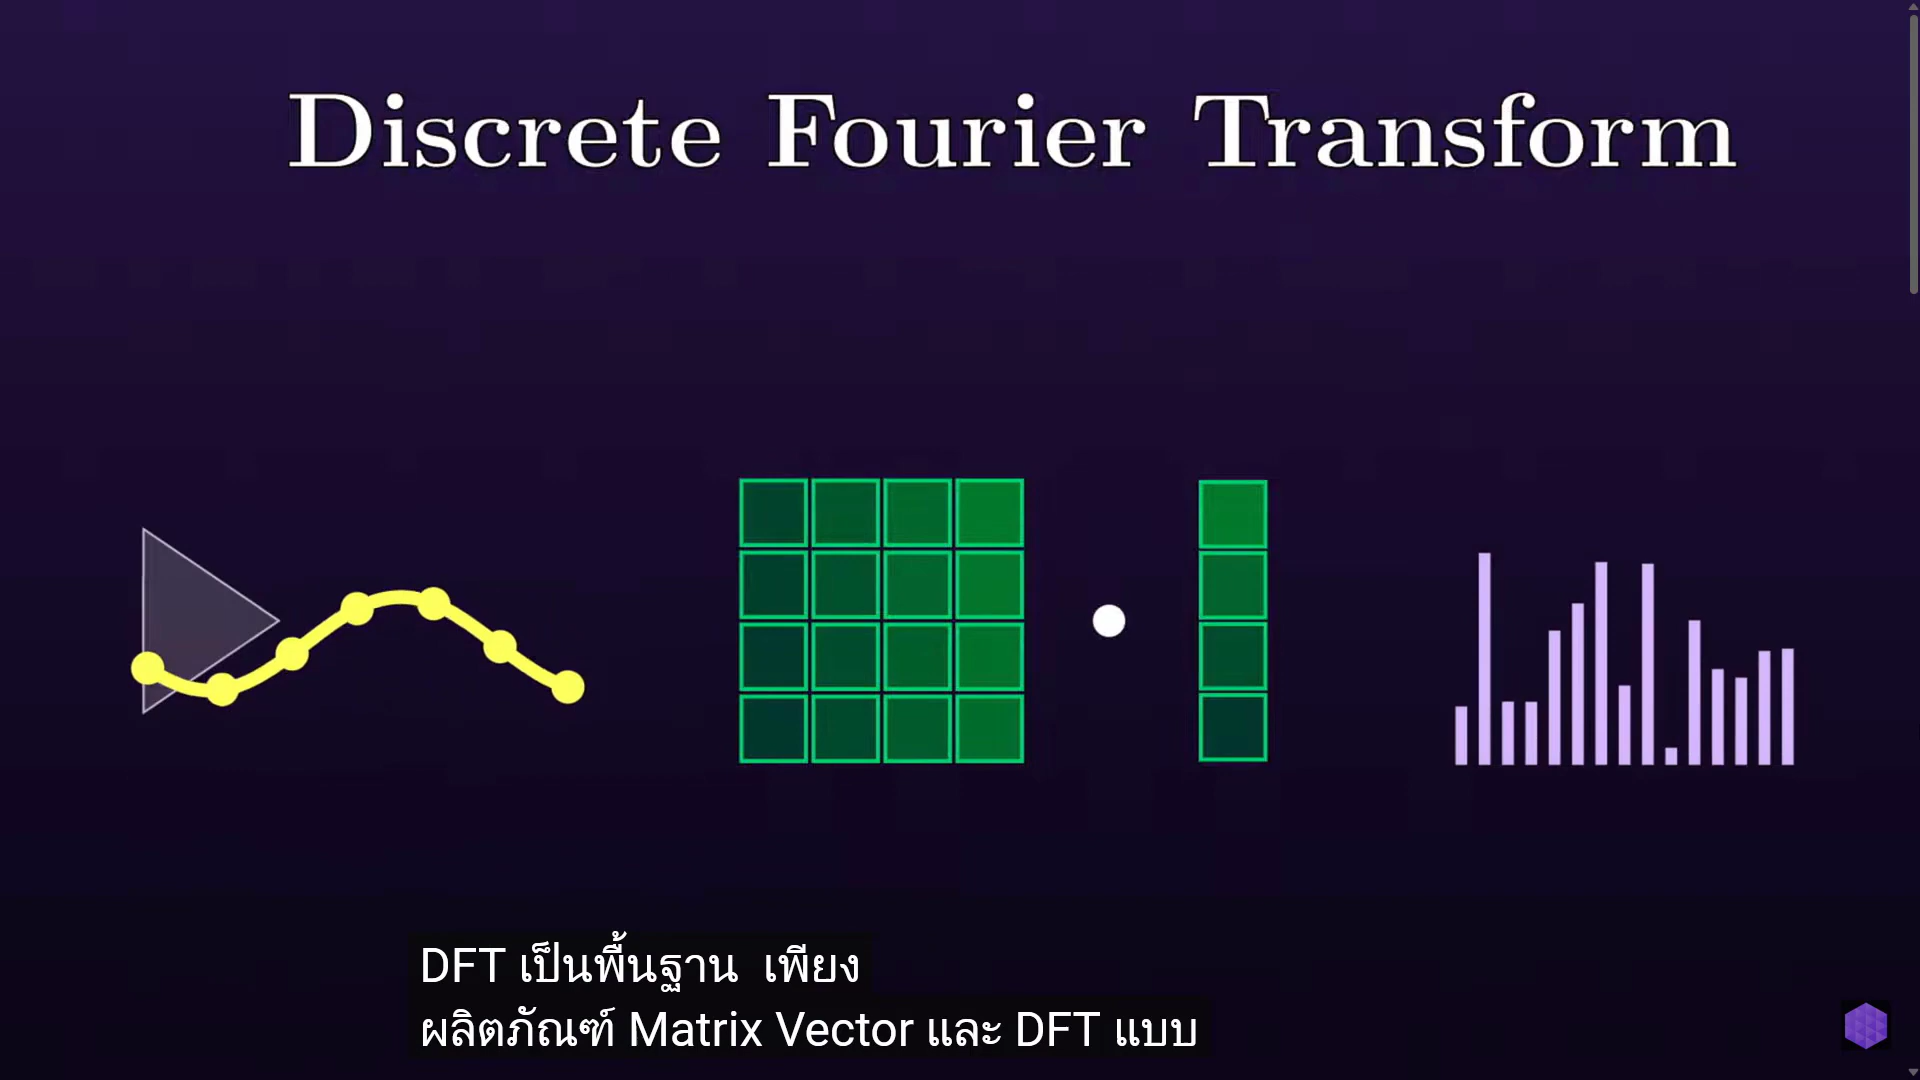 Discrete Fourier Transform
DFT เป็นพื้นฐาน เพียง
ผลิตภัณฑ์ Matrix Vector และ DFT แบบ